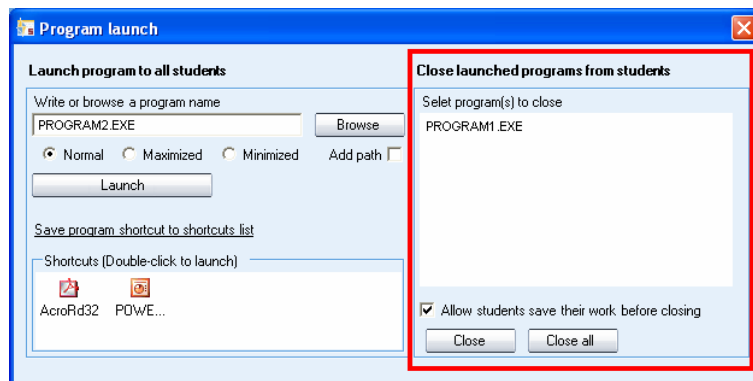 Program launch
Launch program to all students
Write or browse a program name
PROGRAM2.EXE
Browse
Normal Maximized Minimized Add path
Launch
Save program shortcut to shortcuts list
Shortcuts (Double-click to launch)
AcroRd32 POWE...
Close launched programs from students
Selet program(s) to close
PROGRAM1.EXE
Allow students save their work before closing
Close Close all